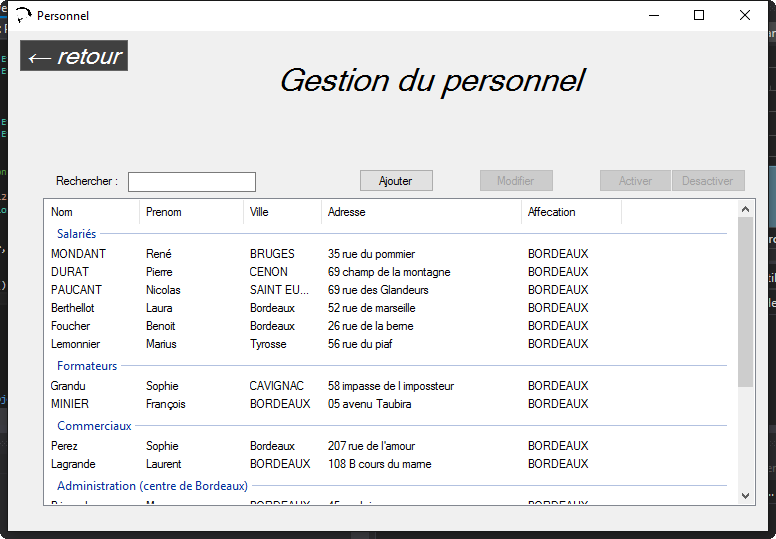 Personnel
← retour
Gestion du personnel
Rechercher :
Ajouter
Modifier
Activer
Desactiver
Nom Prenom Ville Adresse Affecation
Salariés
MONDANT René BRUGES 35 rue du pommier BORDEAUX
DURAT Pierre CENON 69 champ de la montagne BORDEAUX
PAUCANT Nicolas SAINT EU... 69 rue des Glandeurs BORDEAUX
Berthellot Laura Bordeaux 52 rue de marseille BORDEAUX
Foucher Benoit Bordeaux 26 rue de la berne BORDEAUX
Lemonnier Marius Tyrosse 56 rue du piaf BORDEAUX
Formateurs
Grandu Sophie CAVIGNAC 58 impasse de l impossteur BORDEAUX
MINIER François BORDEAUX 05 avenu Taubira BORDEAUX
Commerciaux
Perez Sophie Bordeaux 207 rue de l'amour BORDEAUX
Lagrande Laurent BORDEAUX 108 B cours du marne BORDEAUX
Administration (centre de Bordeaux)